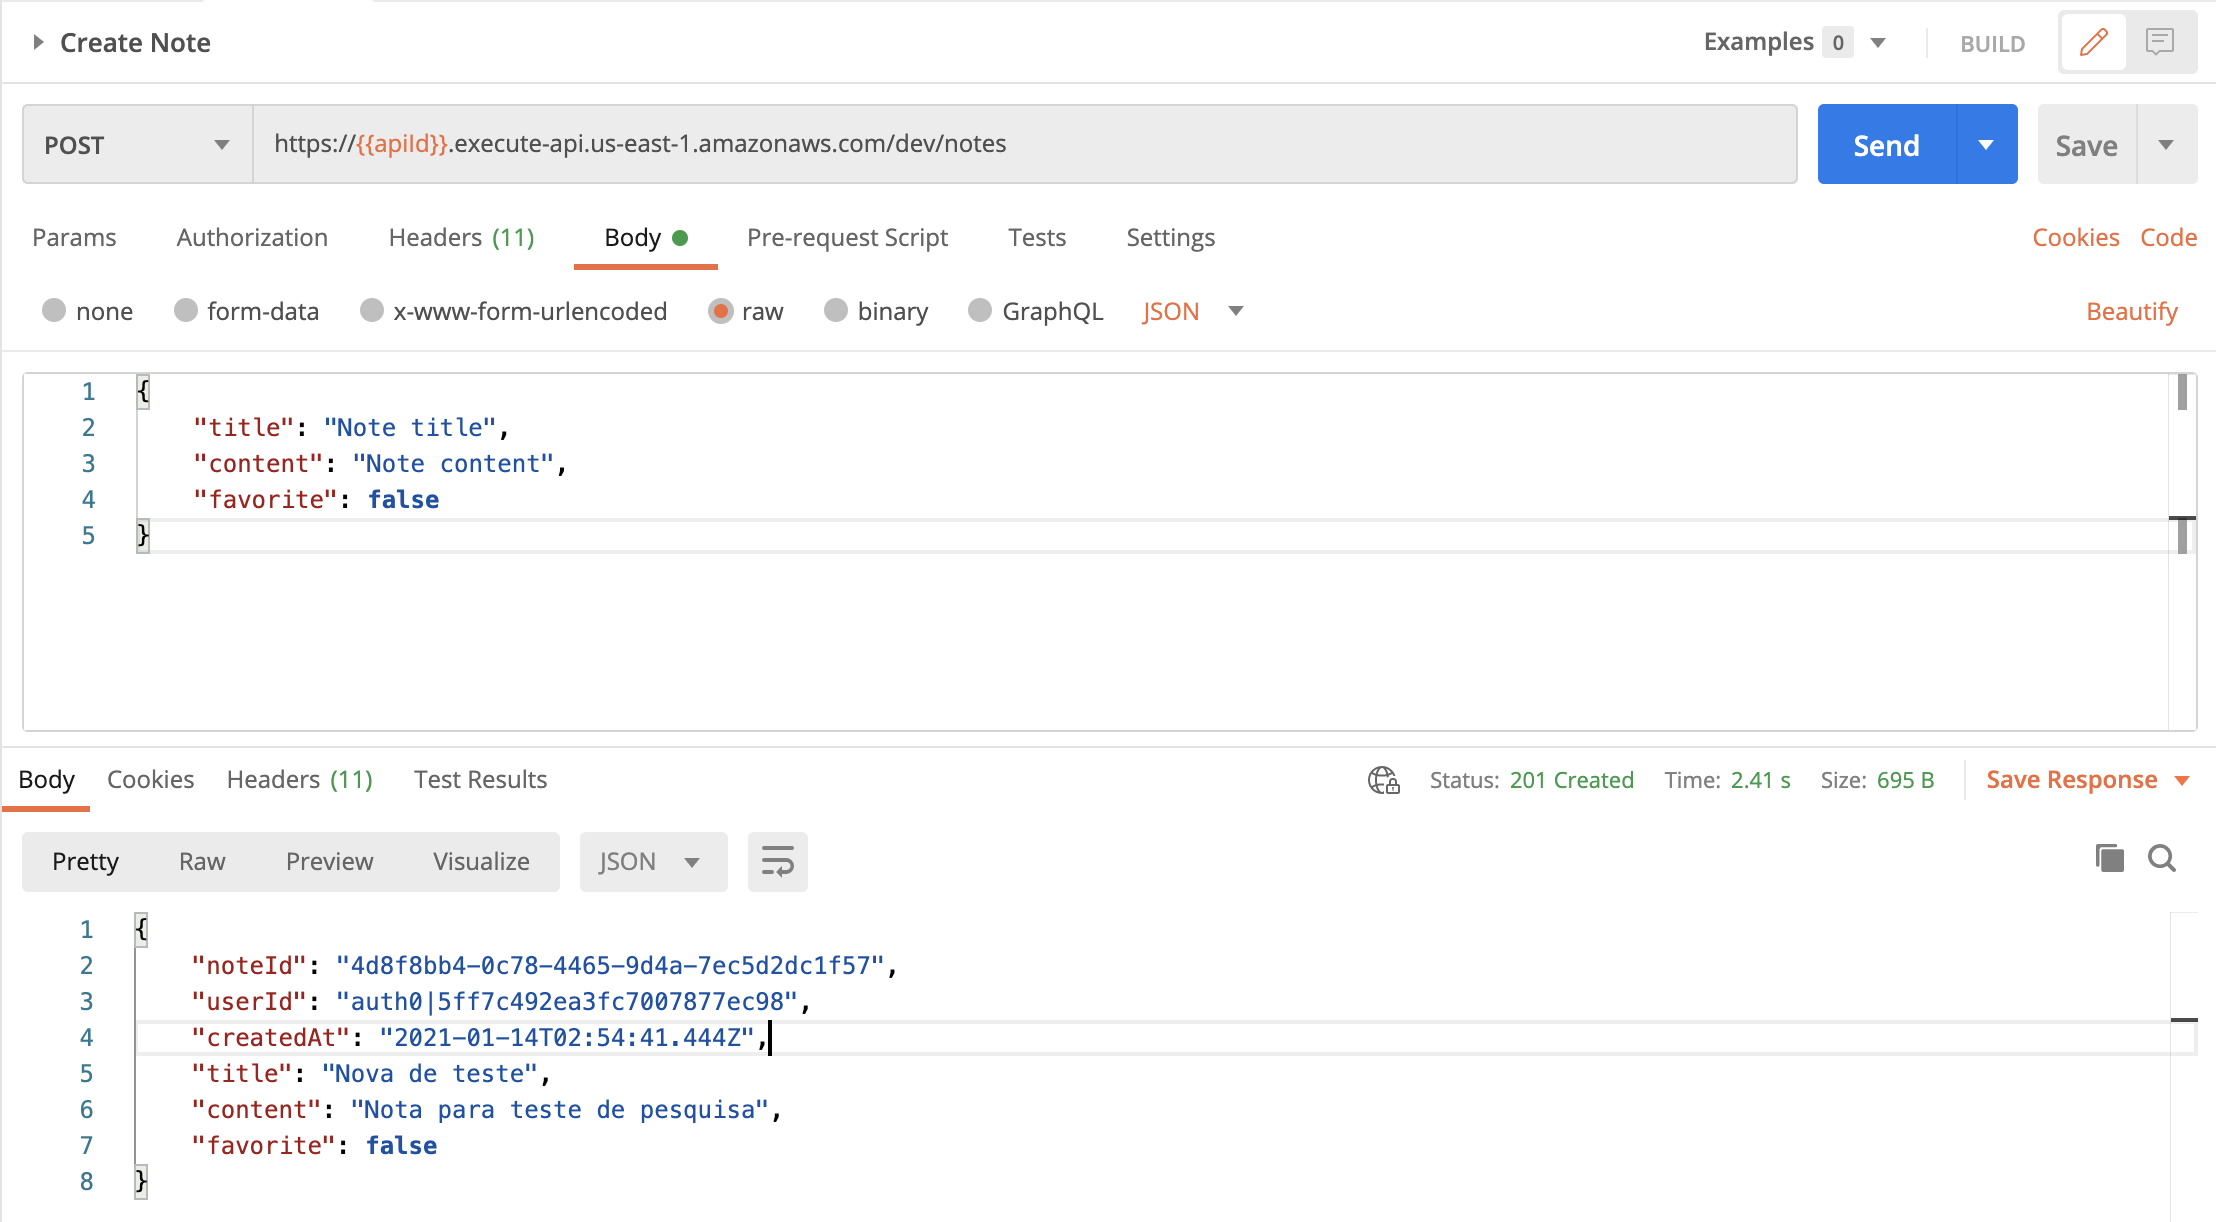 Create Note Examples 0 BUILD
POST https://{{apiId}}.execute-api.us-east-1.amazonaws.com/dev/notes Send Save
Params Authorization Headers (11) Body Pre-request Script Tests Settings Cookies Code
none form-data x-www-form-urlencoded raw binary GraphQL JSON Beautify
1 {
2 "title": "Note title",
3 "content": "Note content",
4 "favorite": false
5 }
Body Cookies Headers (11) Test Results Status: 201 Created Time: 2.41 s Size: 695 B Save Response
Pretty Raw Preview Visualize JSON
1 {
2 "noteId": "4d8f8bb4-0c78-4465-9d4a-7ec5d2dc1f57",
3 "userId": "auth0|5ff7c492ea3fc7007877ec98",
4 "createdAt": "2021-01-14T02:54:41.444Z",
5 "title": "Nova de teste",
6 "content": "Nota para teste de pesquisa",
7 "favorite": false
8 }